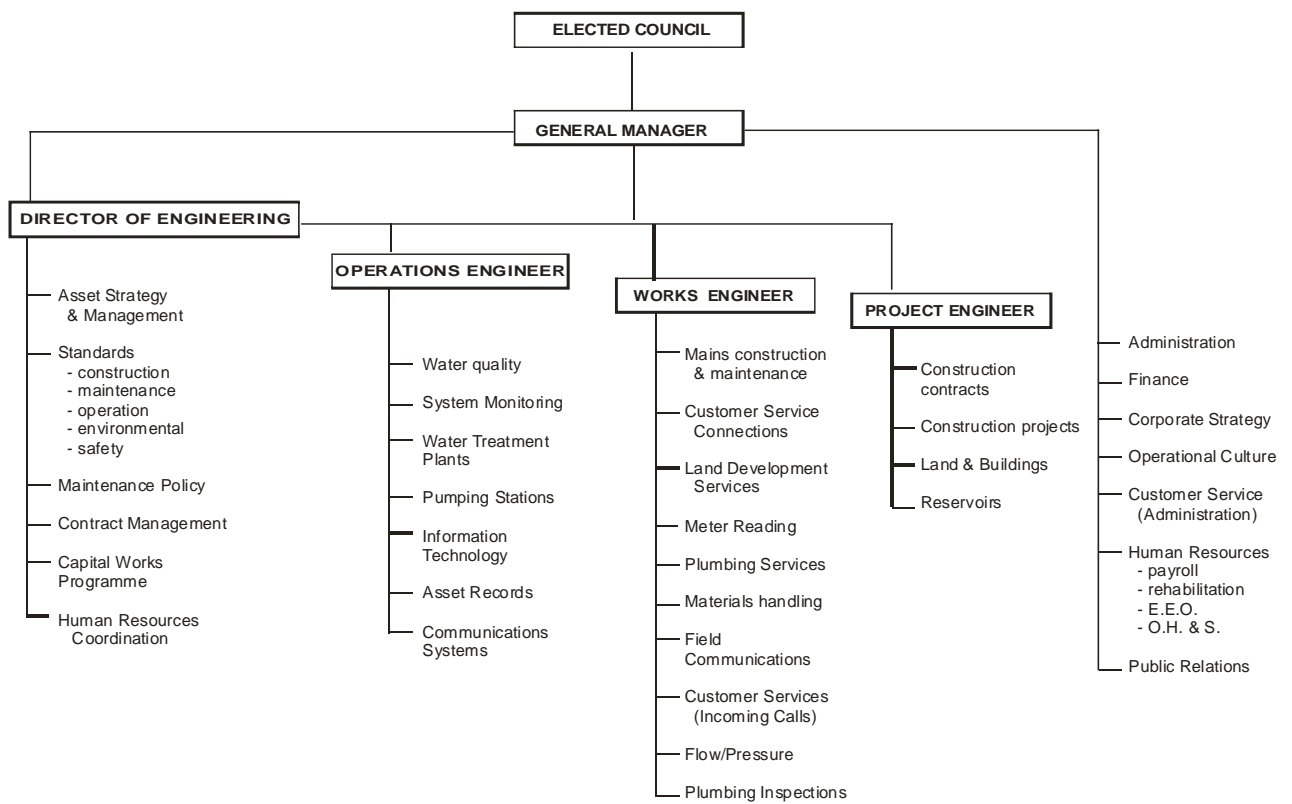 ELECTED COUNCIL
GENERAL MANAGER
DIRECTOR OF ENGINEERING
Asset Strategy
& Management
Standards
- construction
- maintenance
- operation
- environmental
- safety
Maintenance Policy
Contract Management
Capital Works
Programme
Human Resources
Coordination
OPERATIONS ENGINEER
Water quality
System Monitoring
Water Treatment
Plants
Pumping Stations
Information
Technology
Asset Records
Communications
Systems
WORKS ENGINEER
Mains construction
& maintenance
Customer Service
Connections
Land Development
Services
Meter Reading
Plumbing Services
Materials handling
Field
Communications
Customer Services
(Incoming Calls)
Flow/Pressure
Plumbing Inspections
PROJECT ENGINEER
Construction
contracts
Construction projects
Land & Buildings
Reservoirs
Administration
Finance
Corporate Strategy
Operational Culture
Customer Service
(Administration)
Human Resources
- payroll
- rehabilitation
- E.E.O.
- O.H. & S.
Public Relations